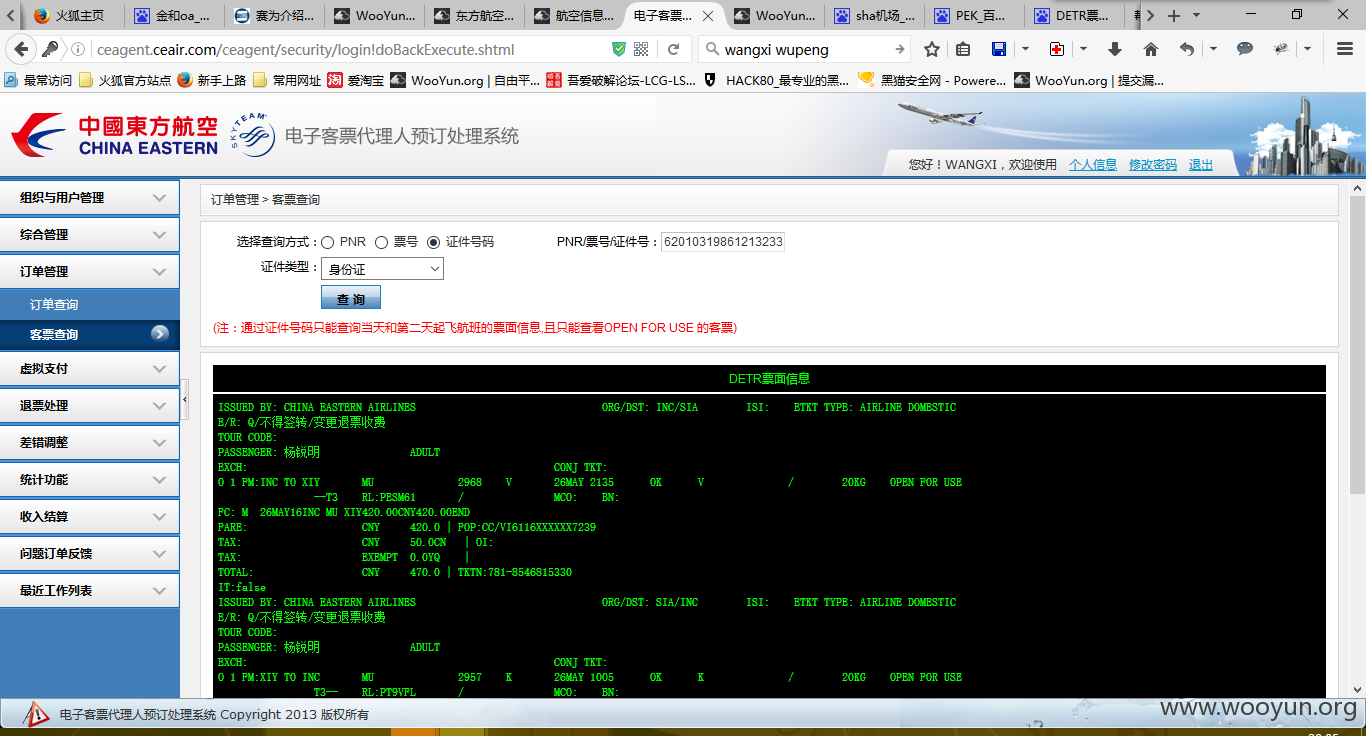 火狐主页 金和oa_... 赛为介绍... WooYun... 东方航空... 航空信息... 电子客票... WooYun... sha机场_... PEK_百... DETR票...
ceagent.ceair.com/ceagent/security/login!doBackExecute.shtml wangxi wupeng
最常访问 火狐官方站点 新手上路 常用网址 爱淘宝 WooYun.org | 自由平... 吾爱破解论坛-LCG-LS... HACK80_最专业的黑... 黑猫安全网 - Powere... WooYun.org | 提交漏...
中國東方航空
CHINA EASTERN
SKYTEAM
电子客票代理人预订处理系统
您好！WANGXI，欢迎使用 个人信息 修改密码 退出
组织与用户管理
综合管理
订单管理
订单查询
客票查询
虚拟支付
退票处理
差错调整
统计功能
收入结算
问题订单反馈
最近工作列表
订单管理 > 客票查询
选择查询方式： PNR 票号 证件号码 PNR/票号/证件号： 62010319861213233
证件类型： 身份证
查 询
(注：通过证件号码只能查询当天和第二天起飞航班的票面信息,且只能查看OPEN FOR USE 的客票)
DETR票面信息
ISSUED BY: CHINA EASTERN AIRLINES ORG/DST: INC/SIA ISI: ETKT TYPE: AIRLINE DOMESTIC
E/R: Q/不得签转/变更退票收费
TOUR CODE:
PASSENGER: 杨锐明 ADULT
EXCH: CONJ TKT:
O 1 FM:INC TO XIY MU 2968 V 26MAY 2135 OK V / 20KG OPEN FOR USE
--T3 RL:PESM61 / MCO: BN:
FC: M 26MAY16INC MU XIY420.00CNY420.00END
FARE: CNY 420.0 | FOP:CC/VI6116XXXXXX7239
TAX: CNY 50.0CN | OI:
TAX: EXEMPT 0.0YQ |
TOTAL: CNY 470.0 | TKTN:781-8546815330
IT:false
ISSUED BY: CHINA EASTERN AIRLINES ORG/DST: SIA/INC ISI: ETKT TYPE: AIRLINE DOMESTIC
E/R: Q/不得签转/变更退票收费
TOUR CODE:
PASSENGER: 杨锐明 ADULT
EXCH: CONJ TKT:
O 1 FM:XIY TO INC MU 2957 K 26MAY 1005 OK K / 20KG OPEN FOR USE
T3-- RL:PT9VFL / MCO: BN:
电子客票代理人预订处理系统 Copyright 2013 版权所有
www.wooyun.org